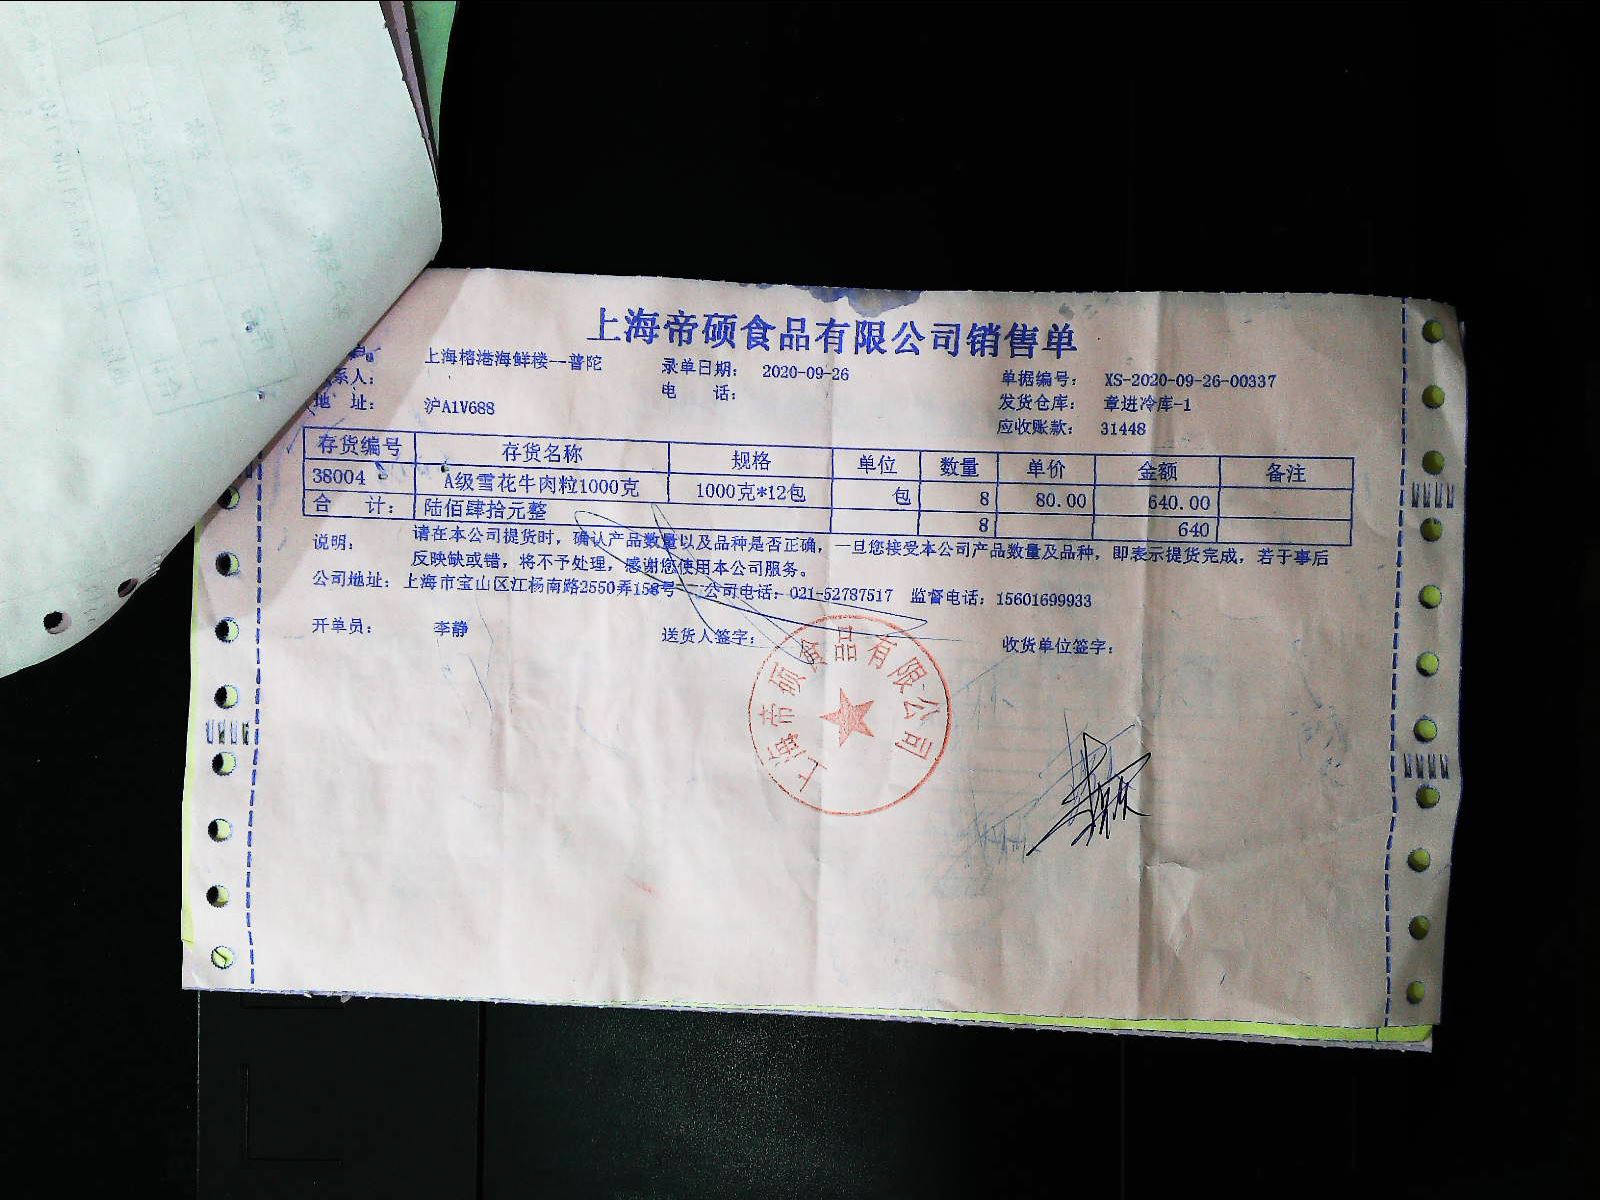 上海帝硕食品有限公司销售单
上海榕港海鲜楼--普陀 录单日期： 2020-09-26 单据编号： XS-2020-09-26-00337
系人： 电 话： 发货仓库： 章进冷库-1
地 址： 沪A1V688 应收账款： 31448
存货编号 存货名称 规格 单位 数量 单价 金额 备注
38004 A级雪花牛肉粒1000克 1000克*12包 包 8 80.00 640.00
合 计： 陆佰肆拾元整 8 640
说明： 请在本公司提货时，确认产品数量以及品种是否正确，一旦您接受本公司产品数量及品种，即表示提货完成，若于事后
反映缺或错，将不予处理，感谢您使用本公司服务。
公司地址：上海市宝山区江杨南路2550弄158号 公司电话：021-52787517 监督电话：15601699933
开单员： 李静 送货人签字： 收货单位签字：
上海帝硕食品有限公司